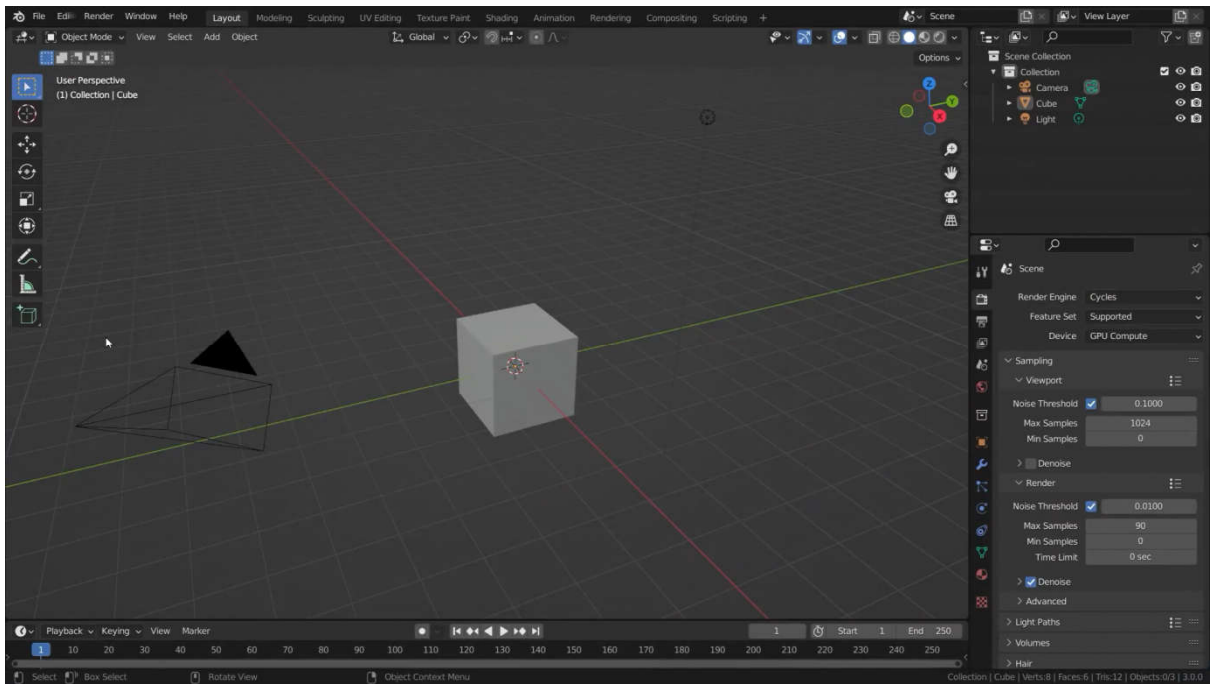 File Edit Render Window Help Layout Modeling Sculpting UV Editing Texture Paint Shading Animation Rendering Compositing Scripting + Scene View Layer
Object Mode View Select Add Object Global
Options
User Perspective
(1) Collection | Cube
Z
Y
X
Scene Collection
Collection
Camera
Cube
Light
Scene
Render Engine Cycles
Feature Set Supported
Device GPU Compute
Sampling
Viewport
Noise Threshold 0.1000
Max Samples 1024
Min Samples 0
Denoise
Render
Noise Threshold 0.0100
Max Samples 90
Min Samples 0
Time Limit 0 sec
Denoise
Advanced
Light Paths
Volumes
Hair
Playback Keying View Marker 1 Start 1 End 250
1 10 20 30 40 50 60 70 80 90 100 110 120 130 140 150 160 170 180 190 200 210 220 230 240 250
Select Box Select Rotate View Object Context Menu Collection | Cube | Verts:8 | Faces:6 | Tris:12 | Objects:0/3 | 3.0.0